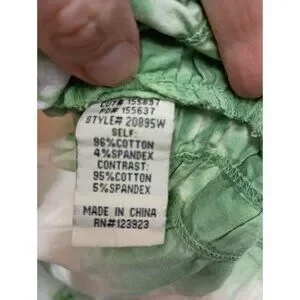 CUT# 155637
PO# 155637
STYLE# 20895W
SELF:
96%COTTON
4%SPANDEX
CONTRAST:
95%COTTON
5%SPANDEX
MADE IN CHINA
RN#123923